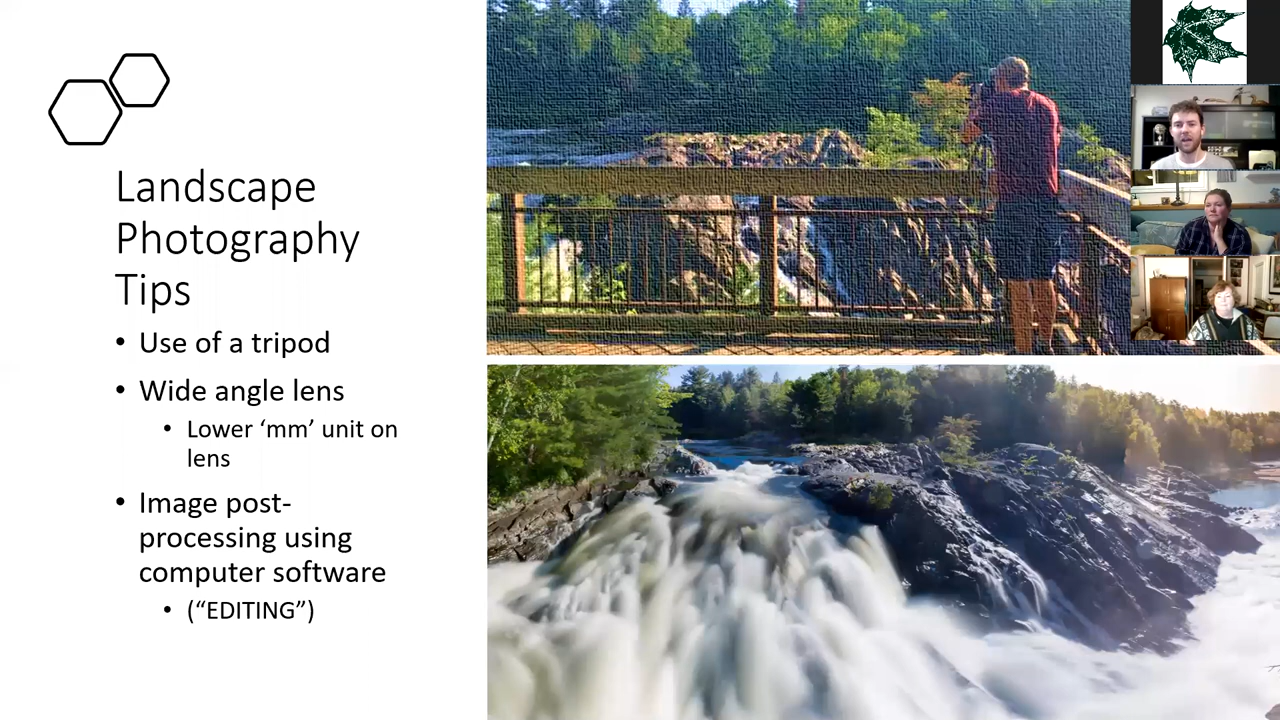 Landscape
Photography
Tips
• Use of a tripod
• Wide angle lens
• Lower ‘mm’ unit on
lens
• Image post-
processing using
computer software
• (“EDITING”)